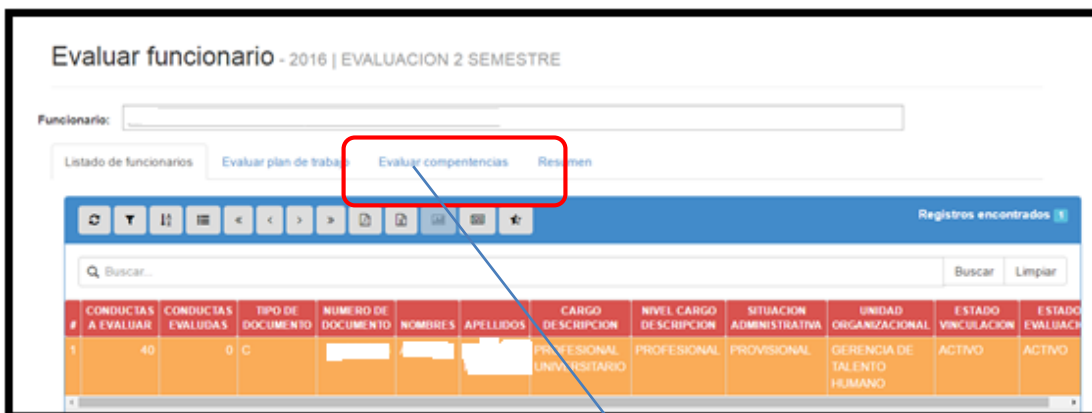 Evaluar funcionario - 2016 | EVALUACION 2 SEMESTRE
Funcionario:
Listado de funcionarios Evaluar plan de trabajo Evaluar compentencias Resumen
Registros encontrados 1
Buscar... Buscar Limpiar
# CONDUCTAS A EVALUAR CONDUCTAS EVALUDAS TIPO DE DOCUMENTO NUMERO DE DOCUMENTO NOMBRES APELLIDOS CARGO DESCRIPCION NIVEL CARGO DESCRIPCION SITUACION ADMINISTRATIVA UNIDAD ORGANIZACIONAL ESTADO VINCULACION ESTADO
1 40 0 C PROFESIONAL UNIVERSITARIO PROFESIONAL PROVISIONAL GERENCIA DE TALENTO HUMANO ACTIVO ACTIVO